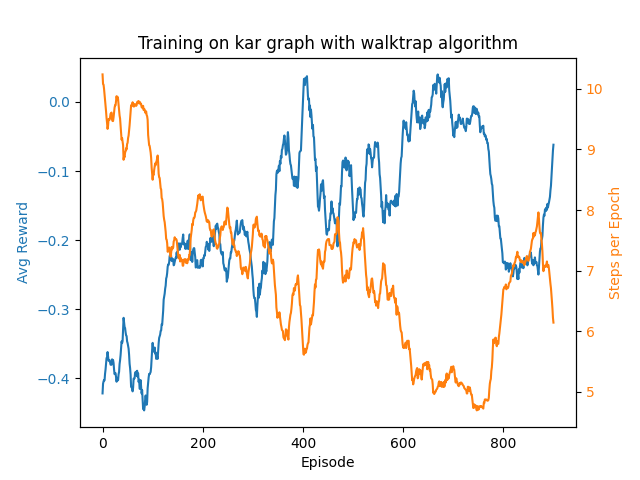 Training on kar graph with walktrap algorithm
0.0
−0.1
−0.2
−0.3
−0.4
Avg Reward
10
9
8
7
6
5
Steps per Epoch
0 200 400 600 800
Episode